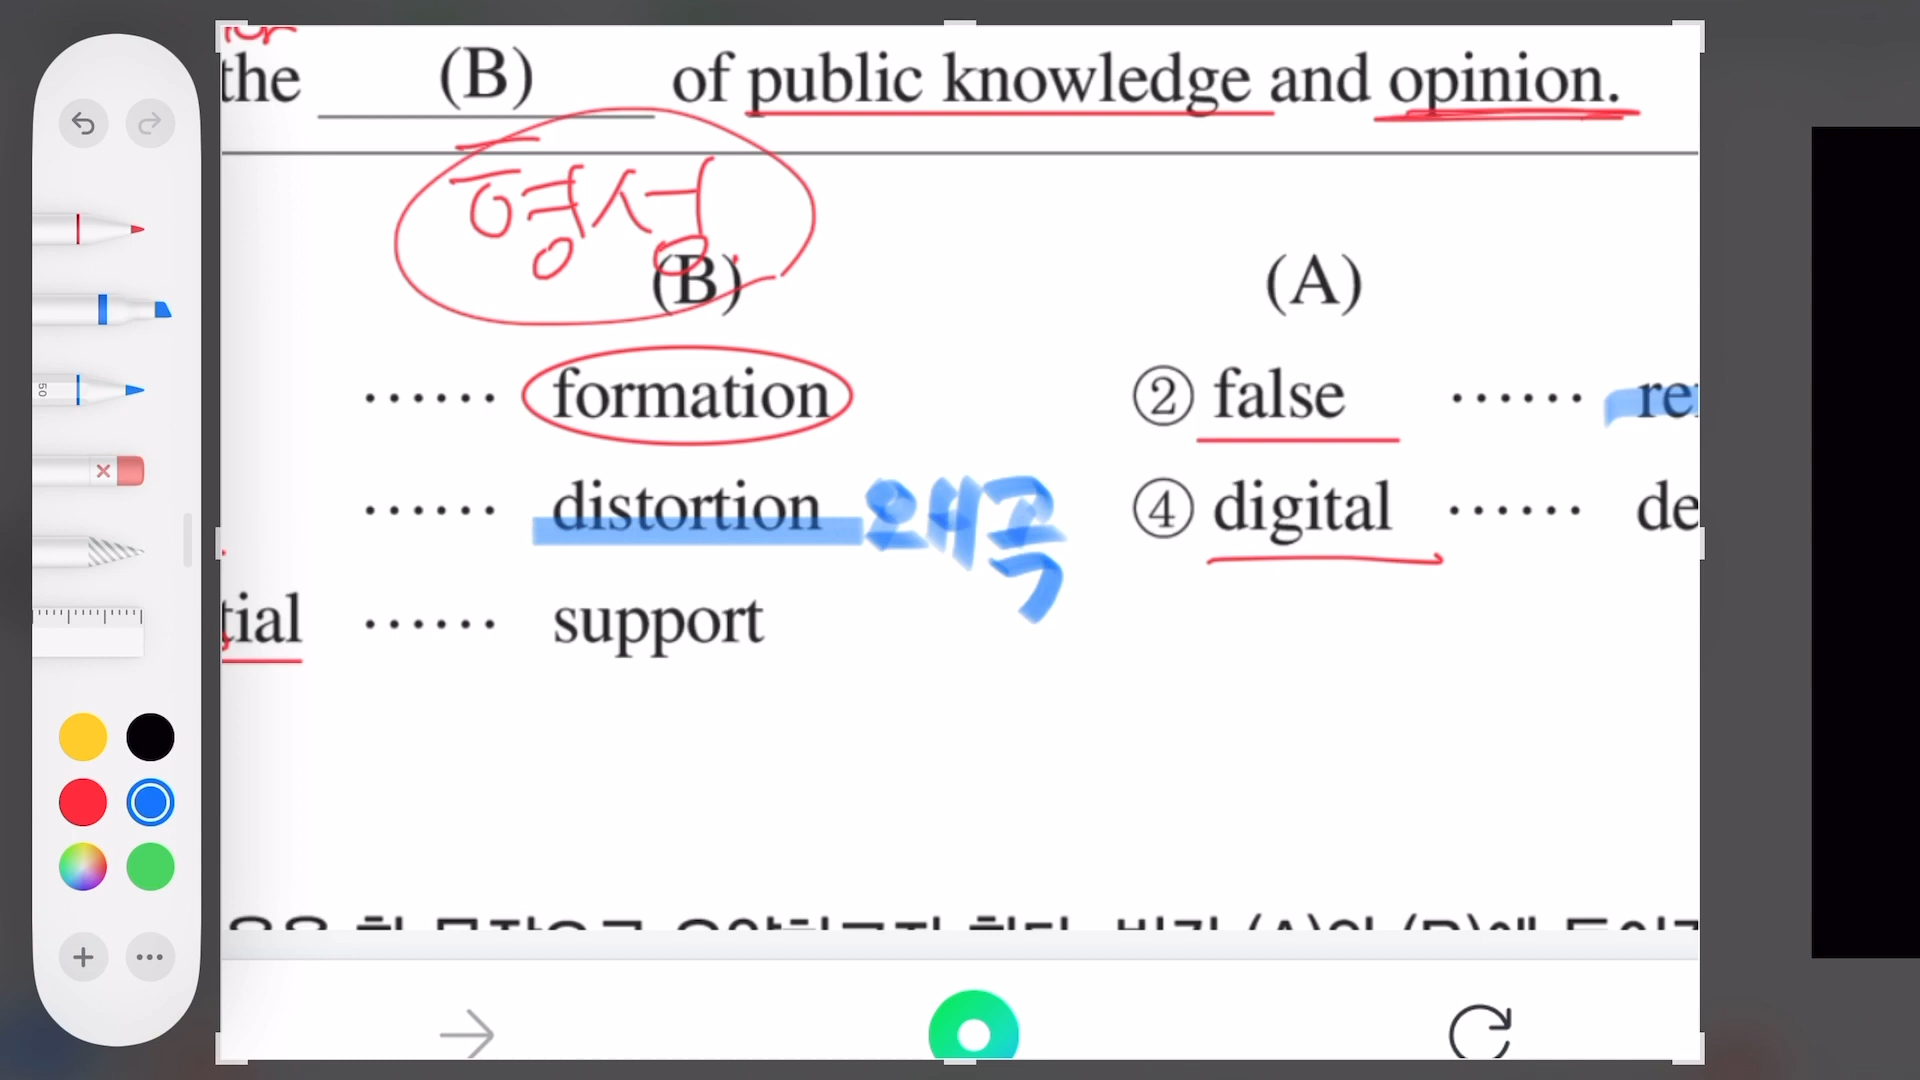 the (B) of public knowledge and opinion.
형성
(B) (A)
...... formation ② false ...... re
...... distortion 왜곡 ④ digital ...... de
tial ...... support
50